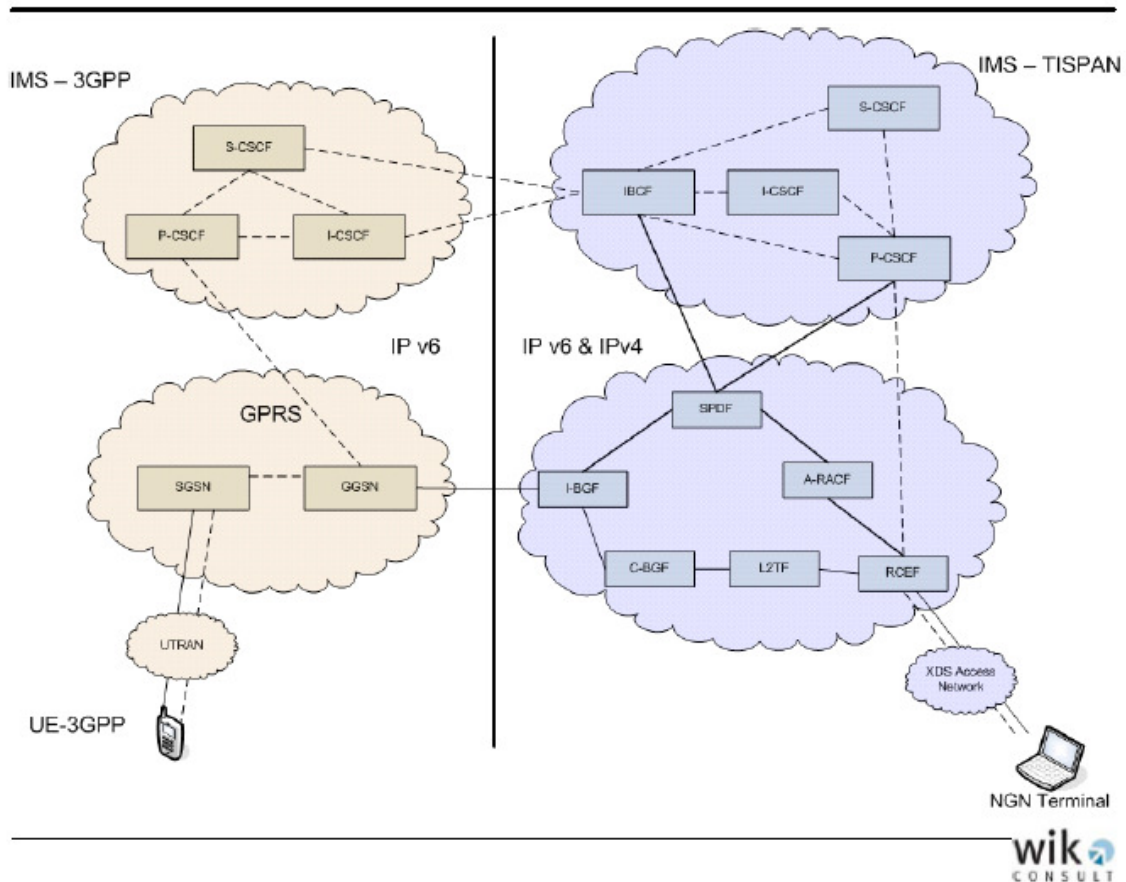 IMS – 3GPP
IMS – TISPAN
S-CSCF
P-CSCF
I-CSCF
S-CSCF
IBCF
I-CSCF
P-CSCF
IP v6
IP v6 & IPv4
GPRS
SGSN
GGSN
SPDF
I-BGF
A-RACF
C-BGF
L2TF
RCEF
UTRAN
UE-3GPP
XDS Access
Network
NGN Terminal
wik
CONSULT